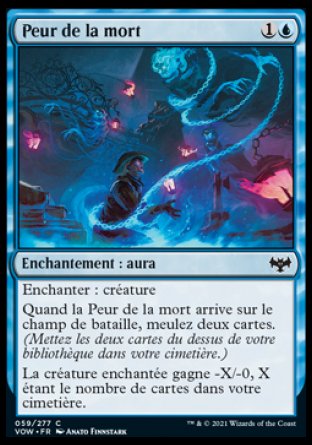 Peur de la mort 1
Enchantement : aura
Enchanter : créature
Quand la Peur de la mort arrive sur le
champ de bataille, meulez deux cartes.
(Mettez les deux cartes du dessus de votre
bibliothèque dans votre cimetière.)
La créature enchantée gagne -X/-0, X
étant le nombre de cartes dans votre
cimetière.
059/277 C
VOW • FR Anato Finnstark
™ & © 2021 Wizards of the Coast